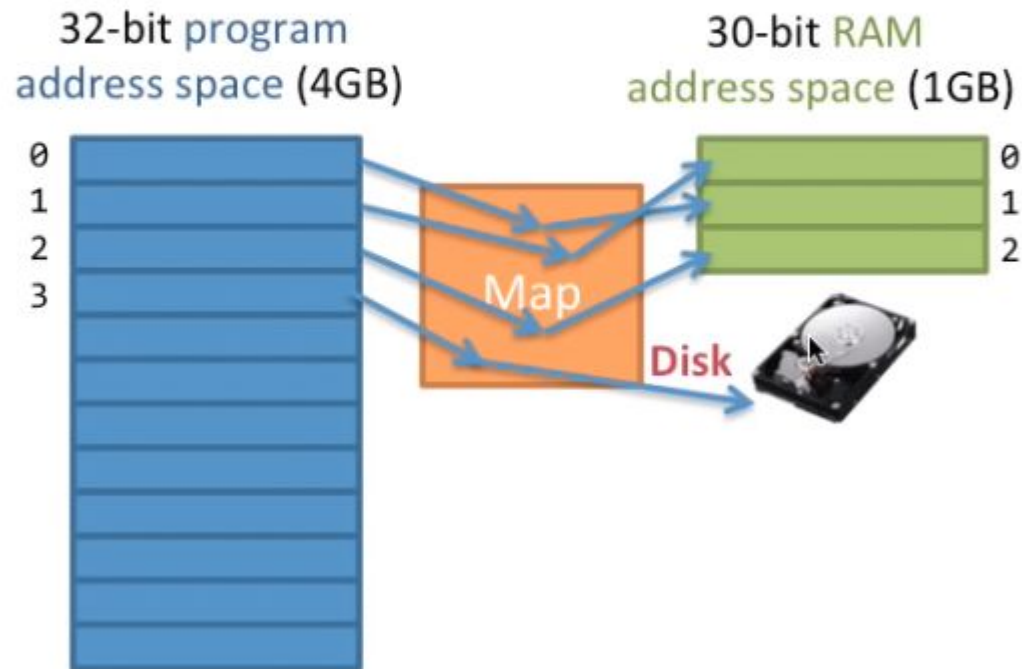 32-bit program
address space (4GB)
30-bit RAM
address space (1GB)
0
1
2
3
Map
Disk
0
1
2